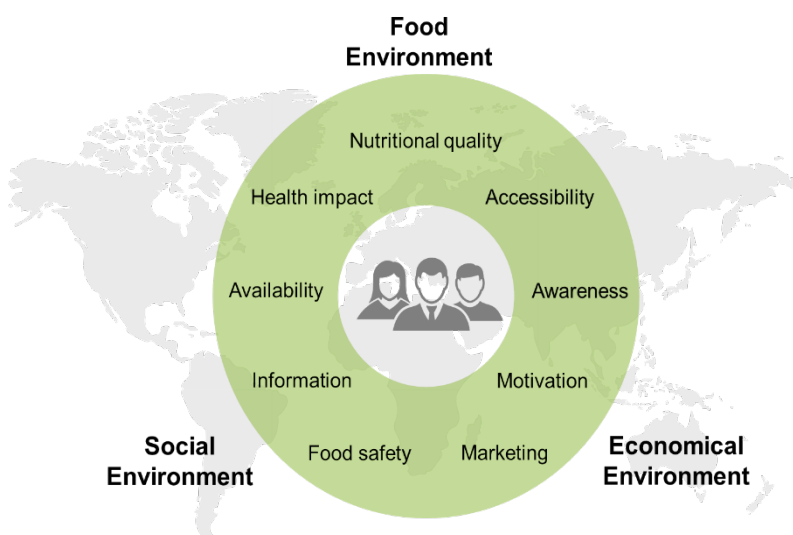 Food
Environment
Nutritional quality
Health impact
Accessibility
Availability
Awareness
Information
Motivation
Food safety
Marketing
Social
Environment
Economical
Environment